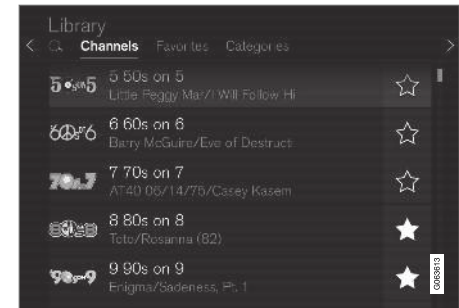 Library
Channels Favorites Categories
5 50s on 5
Little Peggy Mar/I Will Follow Hi
6 60s on 6
Barry McGuire/Eve of Destruct
7 70s on 7
AT40 06/14/75/Casey Kasem
8 80s on 8
Toto/Rosanna (82)
9 90s on 9
Enigma/Sadeness, Pt. 1
G063613